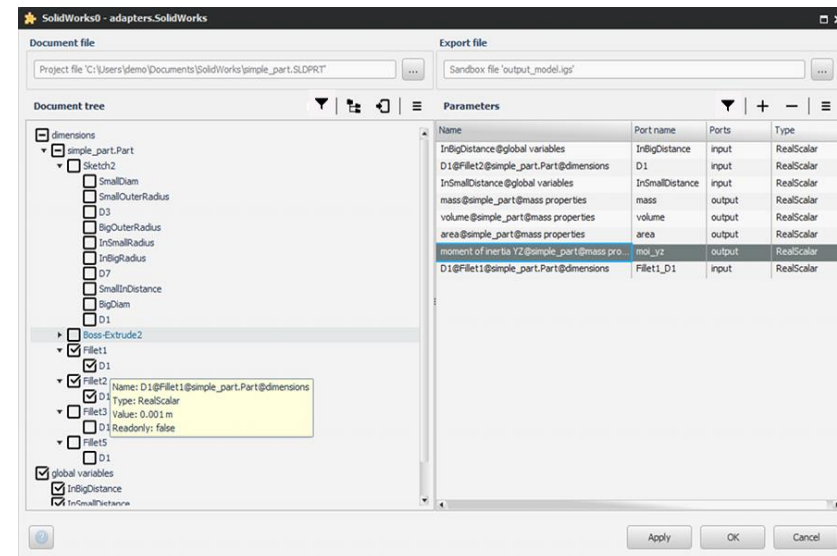 SolidWorks0 - adapters.SolidWorks
Document file
Export file
Project file 'C:\Users\demo\Documents\SolidWorks\simple_part.SLDPRT'
...
Sandbox file 'output_model.igs'
...
Document tree
Parameters
dimensions
simple_part.Part
Sketch2
SmallDiam
SmallOuterRadius
D3
BigOuterRadius
InSmallRadius
InBigRadius
D7
SmallInDistance
BigDiam
D1
Boss-Extrude2
Fillet1
D1
Fillet2
D1
Fillet3
D1
Fillet5
D1
global variables
InBigDistance
InSmallDistance
Name: D1@Fillet1@simple_part.Part@dimensions
Type: RealScalar
Value: 0.001 m
Readonly: false
Name Port name Ports Type
InBigDistance@global variables InBigDistance input RealScalar
D1@Fillet2@simple_part.Part@dimensions D1 input RealScalar
InSmallDistance@global variables InSmallDistance input RealScalar
mass@simple_part@mass properties mass output RealScalar
volume@simple_part@mass properties volume output RealScalar
area@simple_part@mass properties area output RealScalar
moment of inertia YZ@simple_part@mass pro... moi_yz output RealScalar
D1@Fillet1@simple_part.Part@dimensions Fillet1_D1 input RealScalar
?
Apply
OK
Cancel